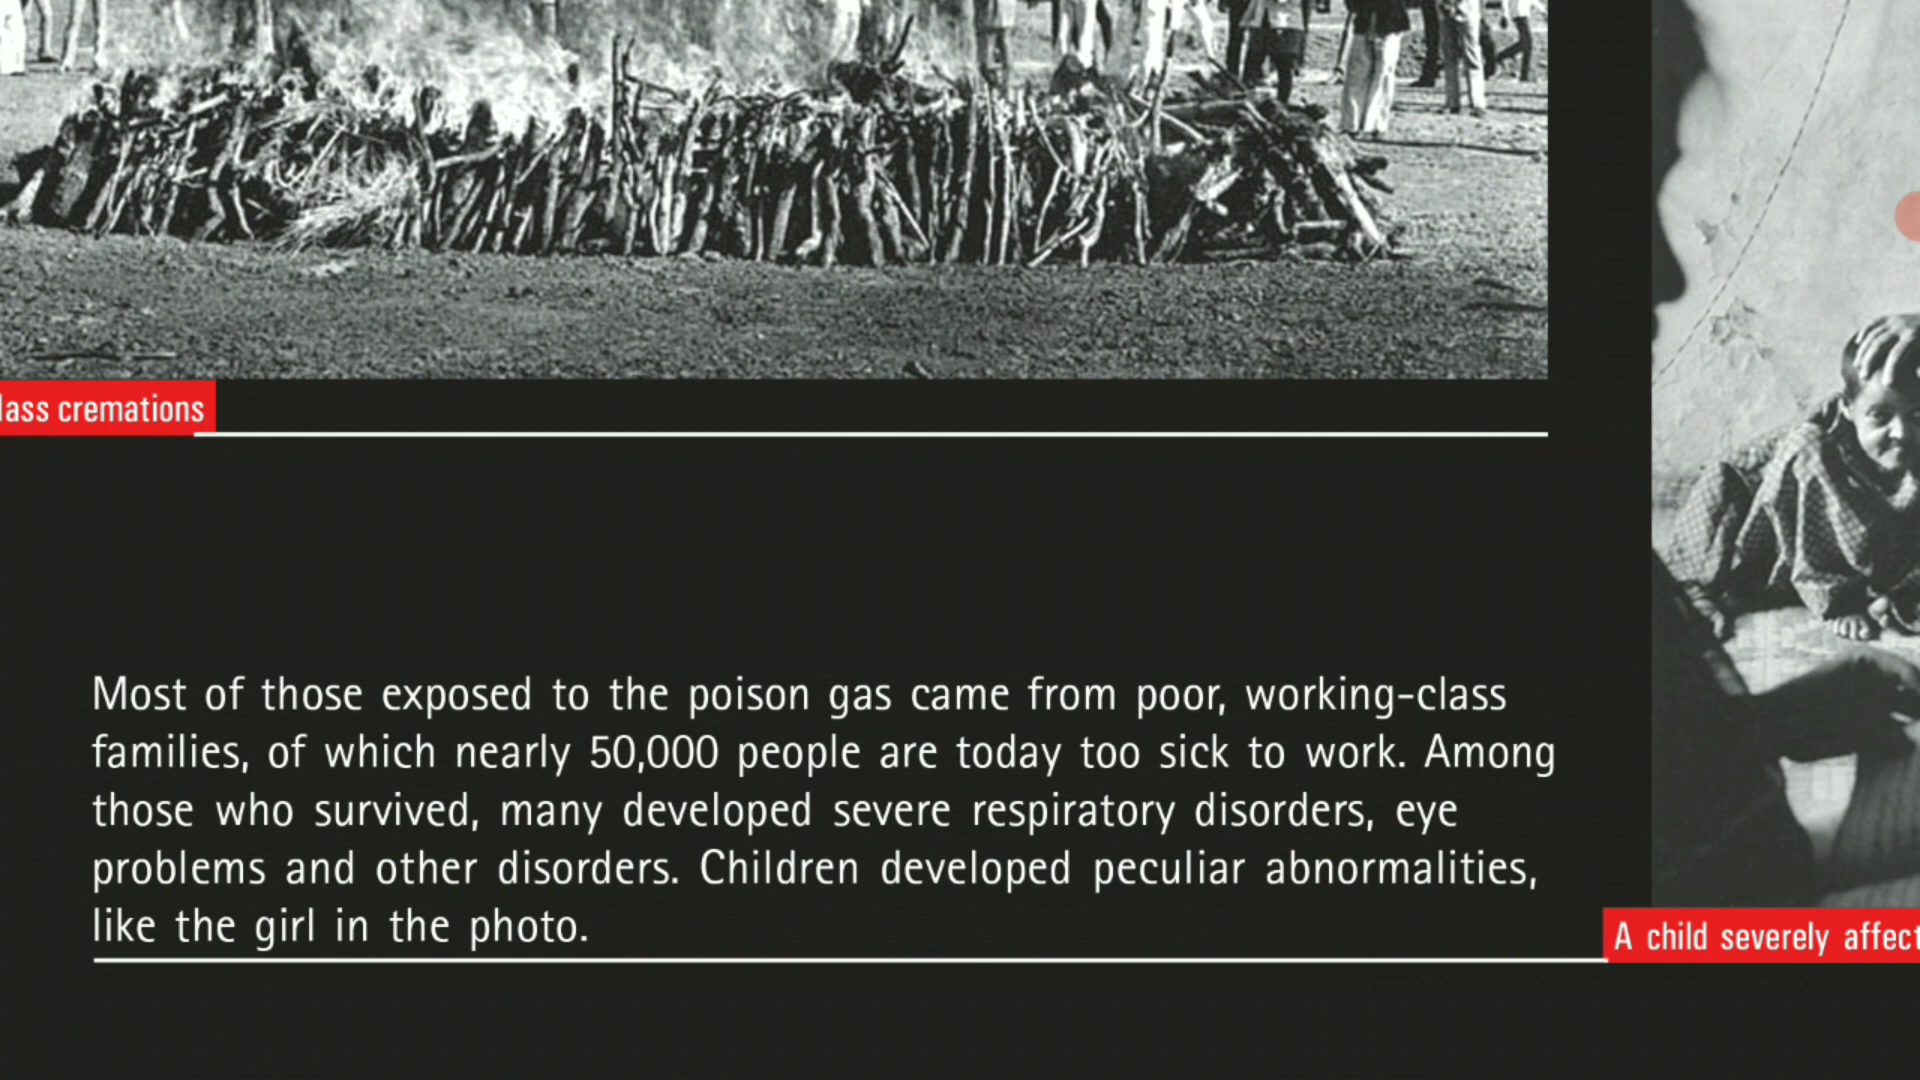 lass cremations
Most of those exposed to the poison gas came from poor, working-class
families, of which nearly 50,000 people are today too sick to work. Among
those who survived, many developed severe respiratory disorders, eye
problems and other disorders. Children developed peculiar abnormalities,
like the girl in the photo.
A child severely affect